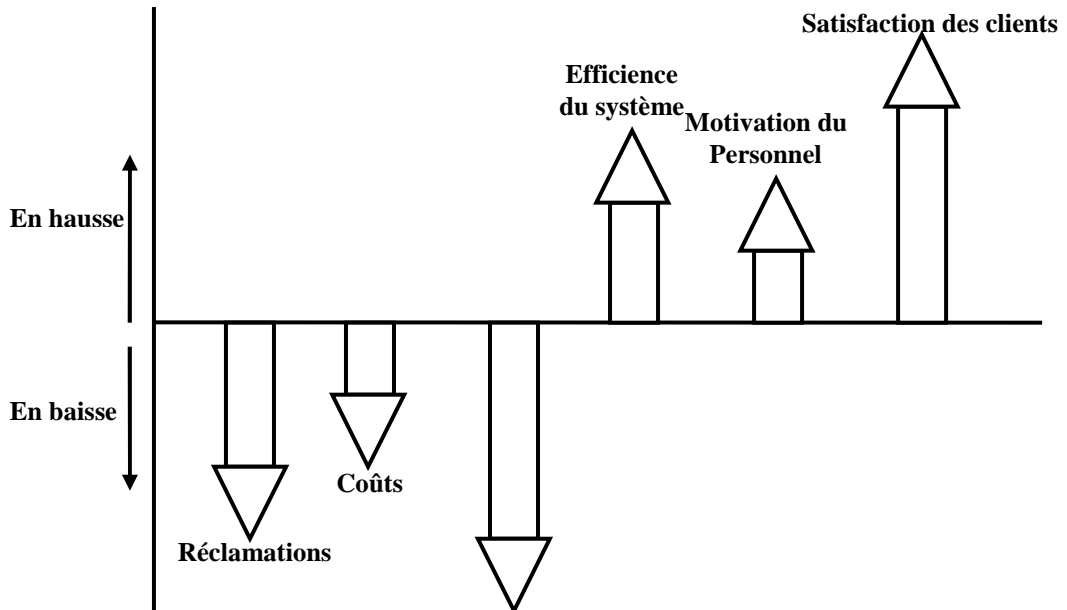 Satisfaction des clients
Efficience
du système
Motivation du
Personnel
En hausse
En baisse
Coûts
Réclamations